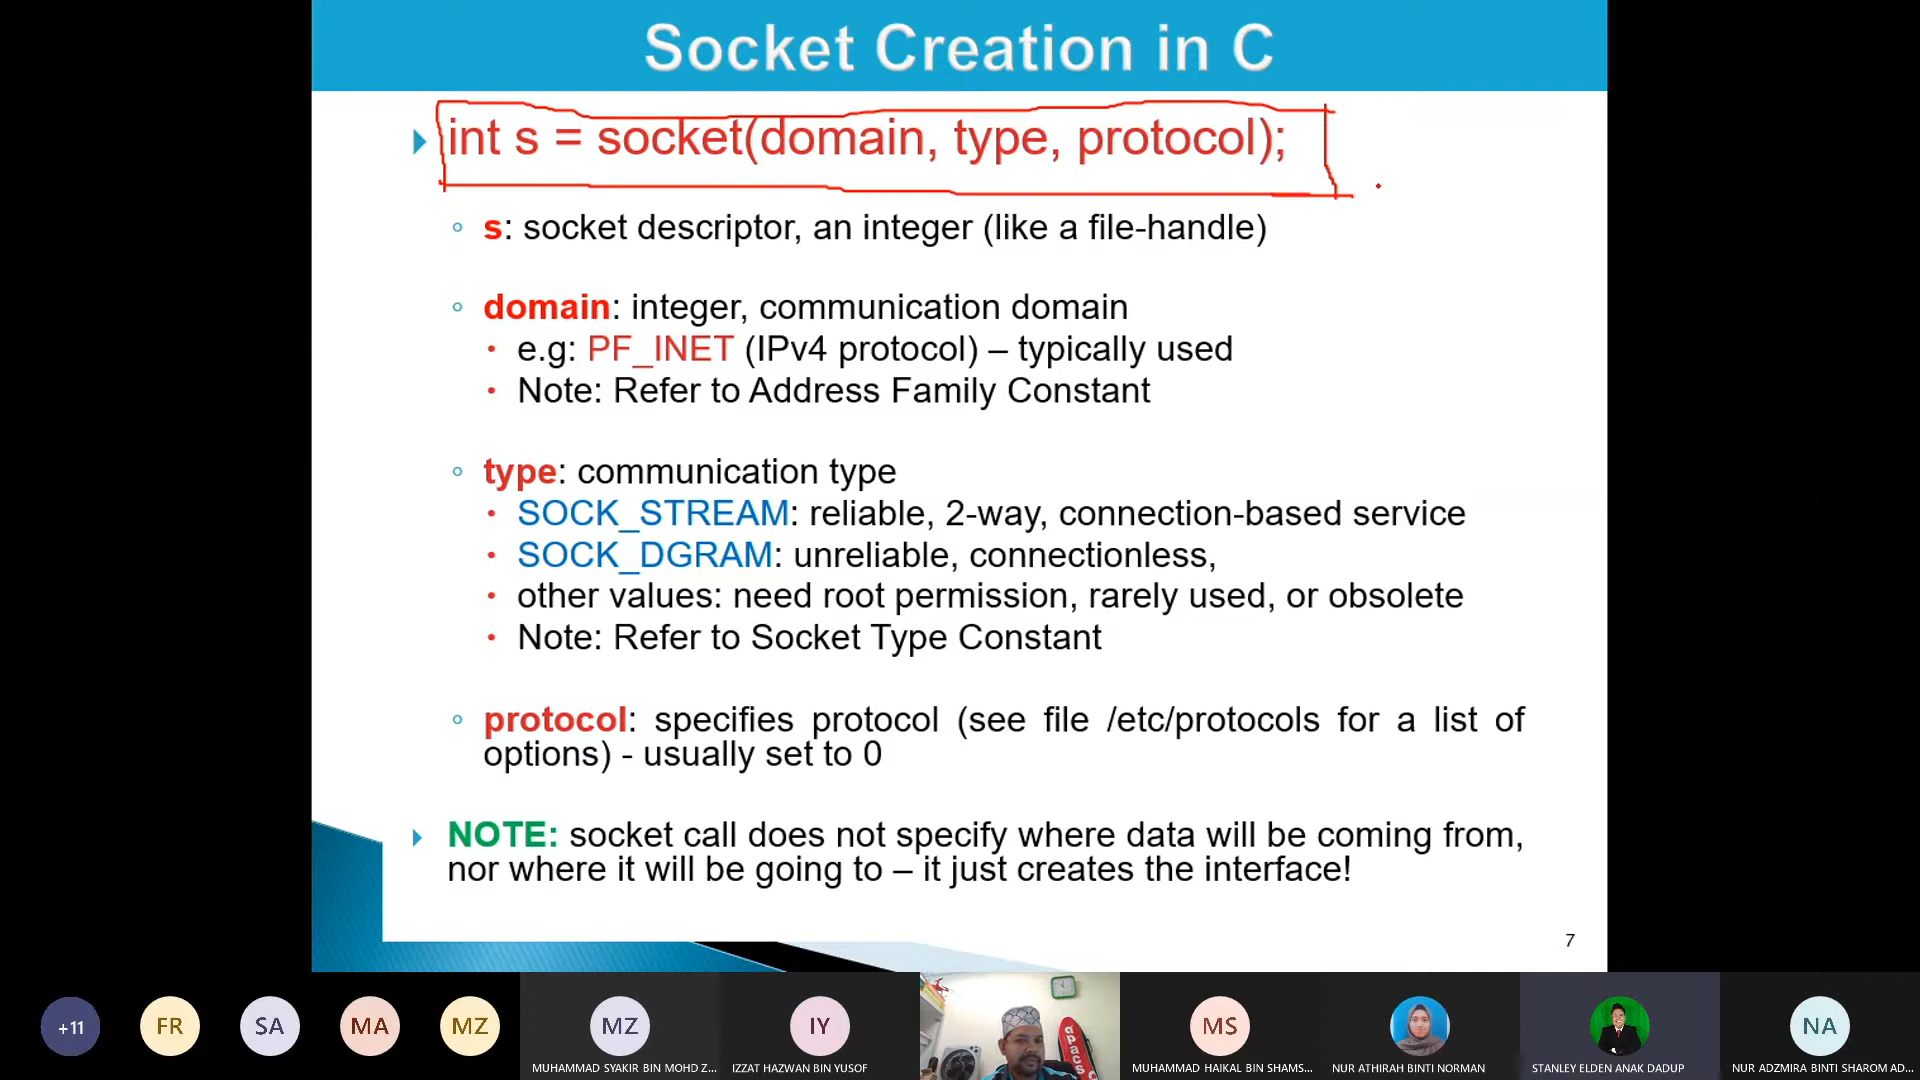 Socket Creation in C
int s = socket(domain, type, protocol);
s: socket descriptor, an integer (like a file-handle)
domain: integer, communication domain
e.g: PF_INET (IPv4 protocol) – typically used
Note: Refer to Address Family Constant
type: communication type
SOCK_STREAM: reliable, 2-way, connection-based service
SOCK_DGRAM: unreliable, connectionless,
other values: need root permission, rarely used, or obsolete
Note: Refer to Socket Type Constant
protocol: specifies protocol (see file /etc/protocols for a list of
options) - usually set to 0
NOTE: socket call does not specify where data will be coming from,
nor where it will be going to – it just creates the interface!
7
+11
FR
SA
MA
MZ
MZ
IY
MS
NA
MUHAMMAD SYAKIR BIN MOHD Z...
IZZAT HAZWAN BIN YUSOF
MUHAMMAD HAIKAL BIN SHAMS...
NUR ATHIRAH BINTI NORMAN
STANLEY ELDEN ANAK DADUP
NUR ADZMIRA BINTI SHAROM AD...